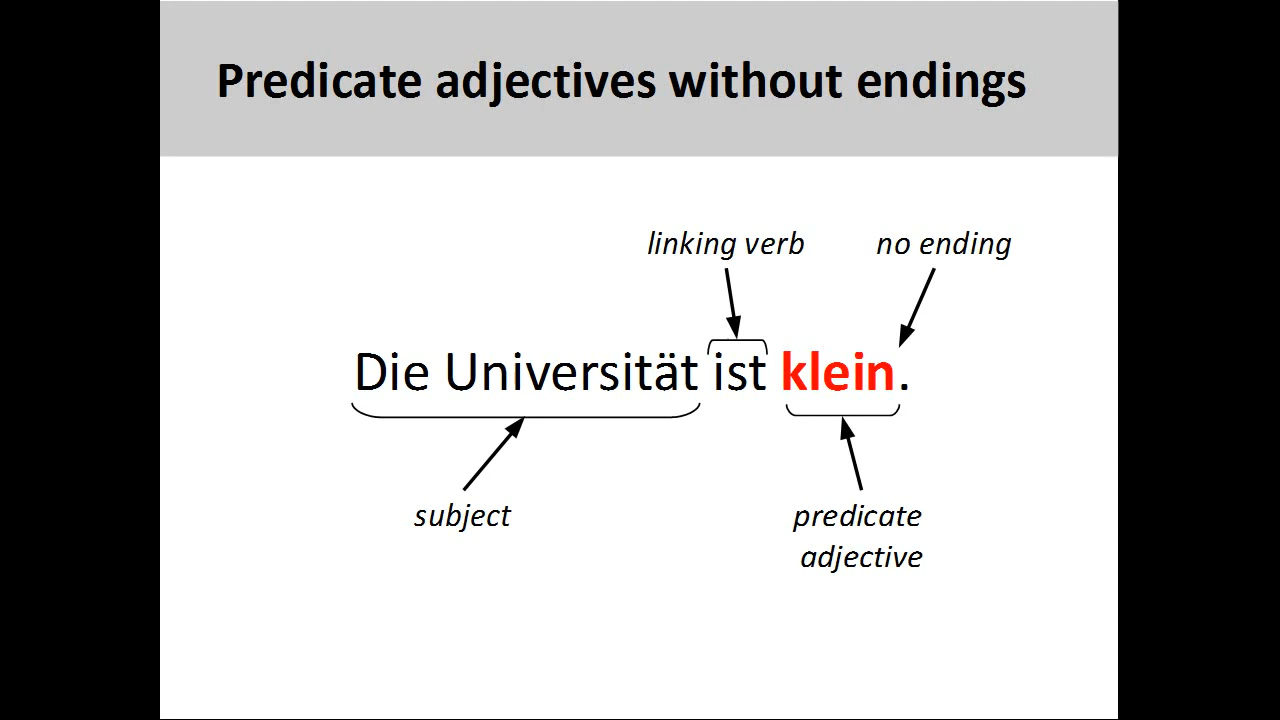 Predicate adjectives without endings
linking verb
no ending
Die Universität ist klein.
subject
predicate
adjective